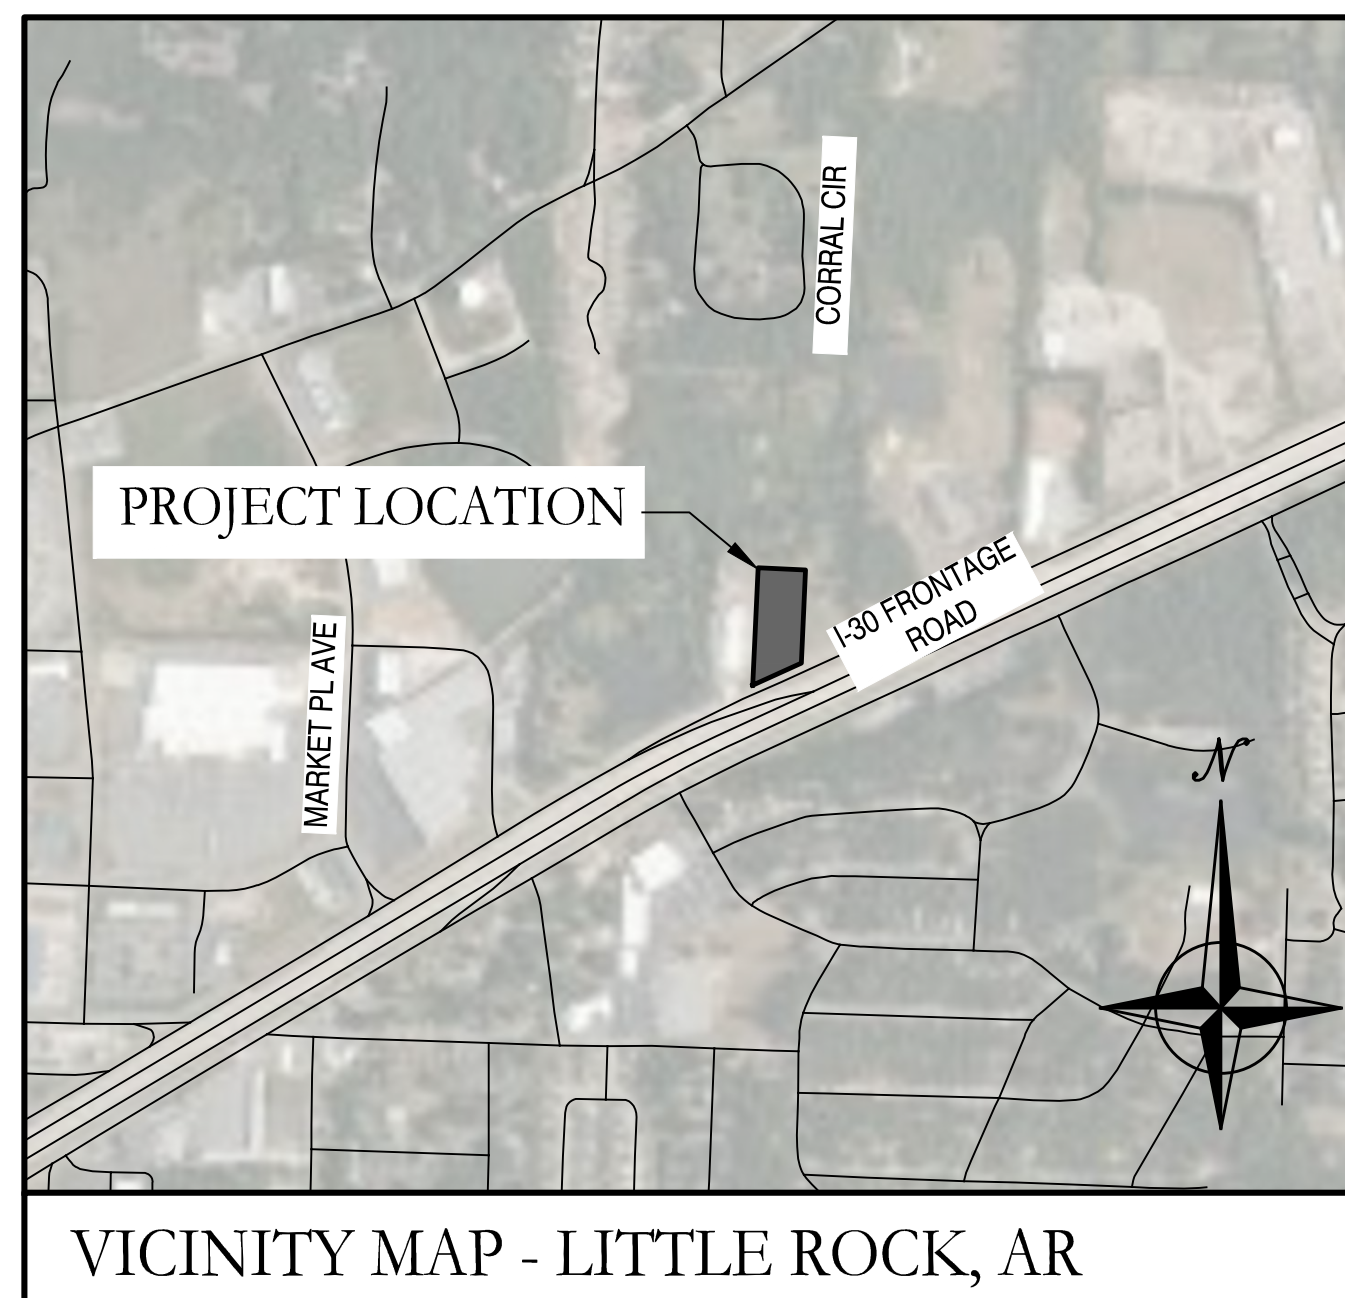 CORRAL CIR
PROJECT LOCATION
I-30 FRONTAGE
ROAD
MARKET PL AVE
N
VICINITY MAP - LITTLE ROCK, AR